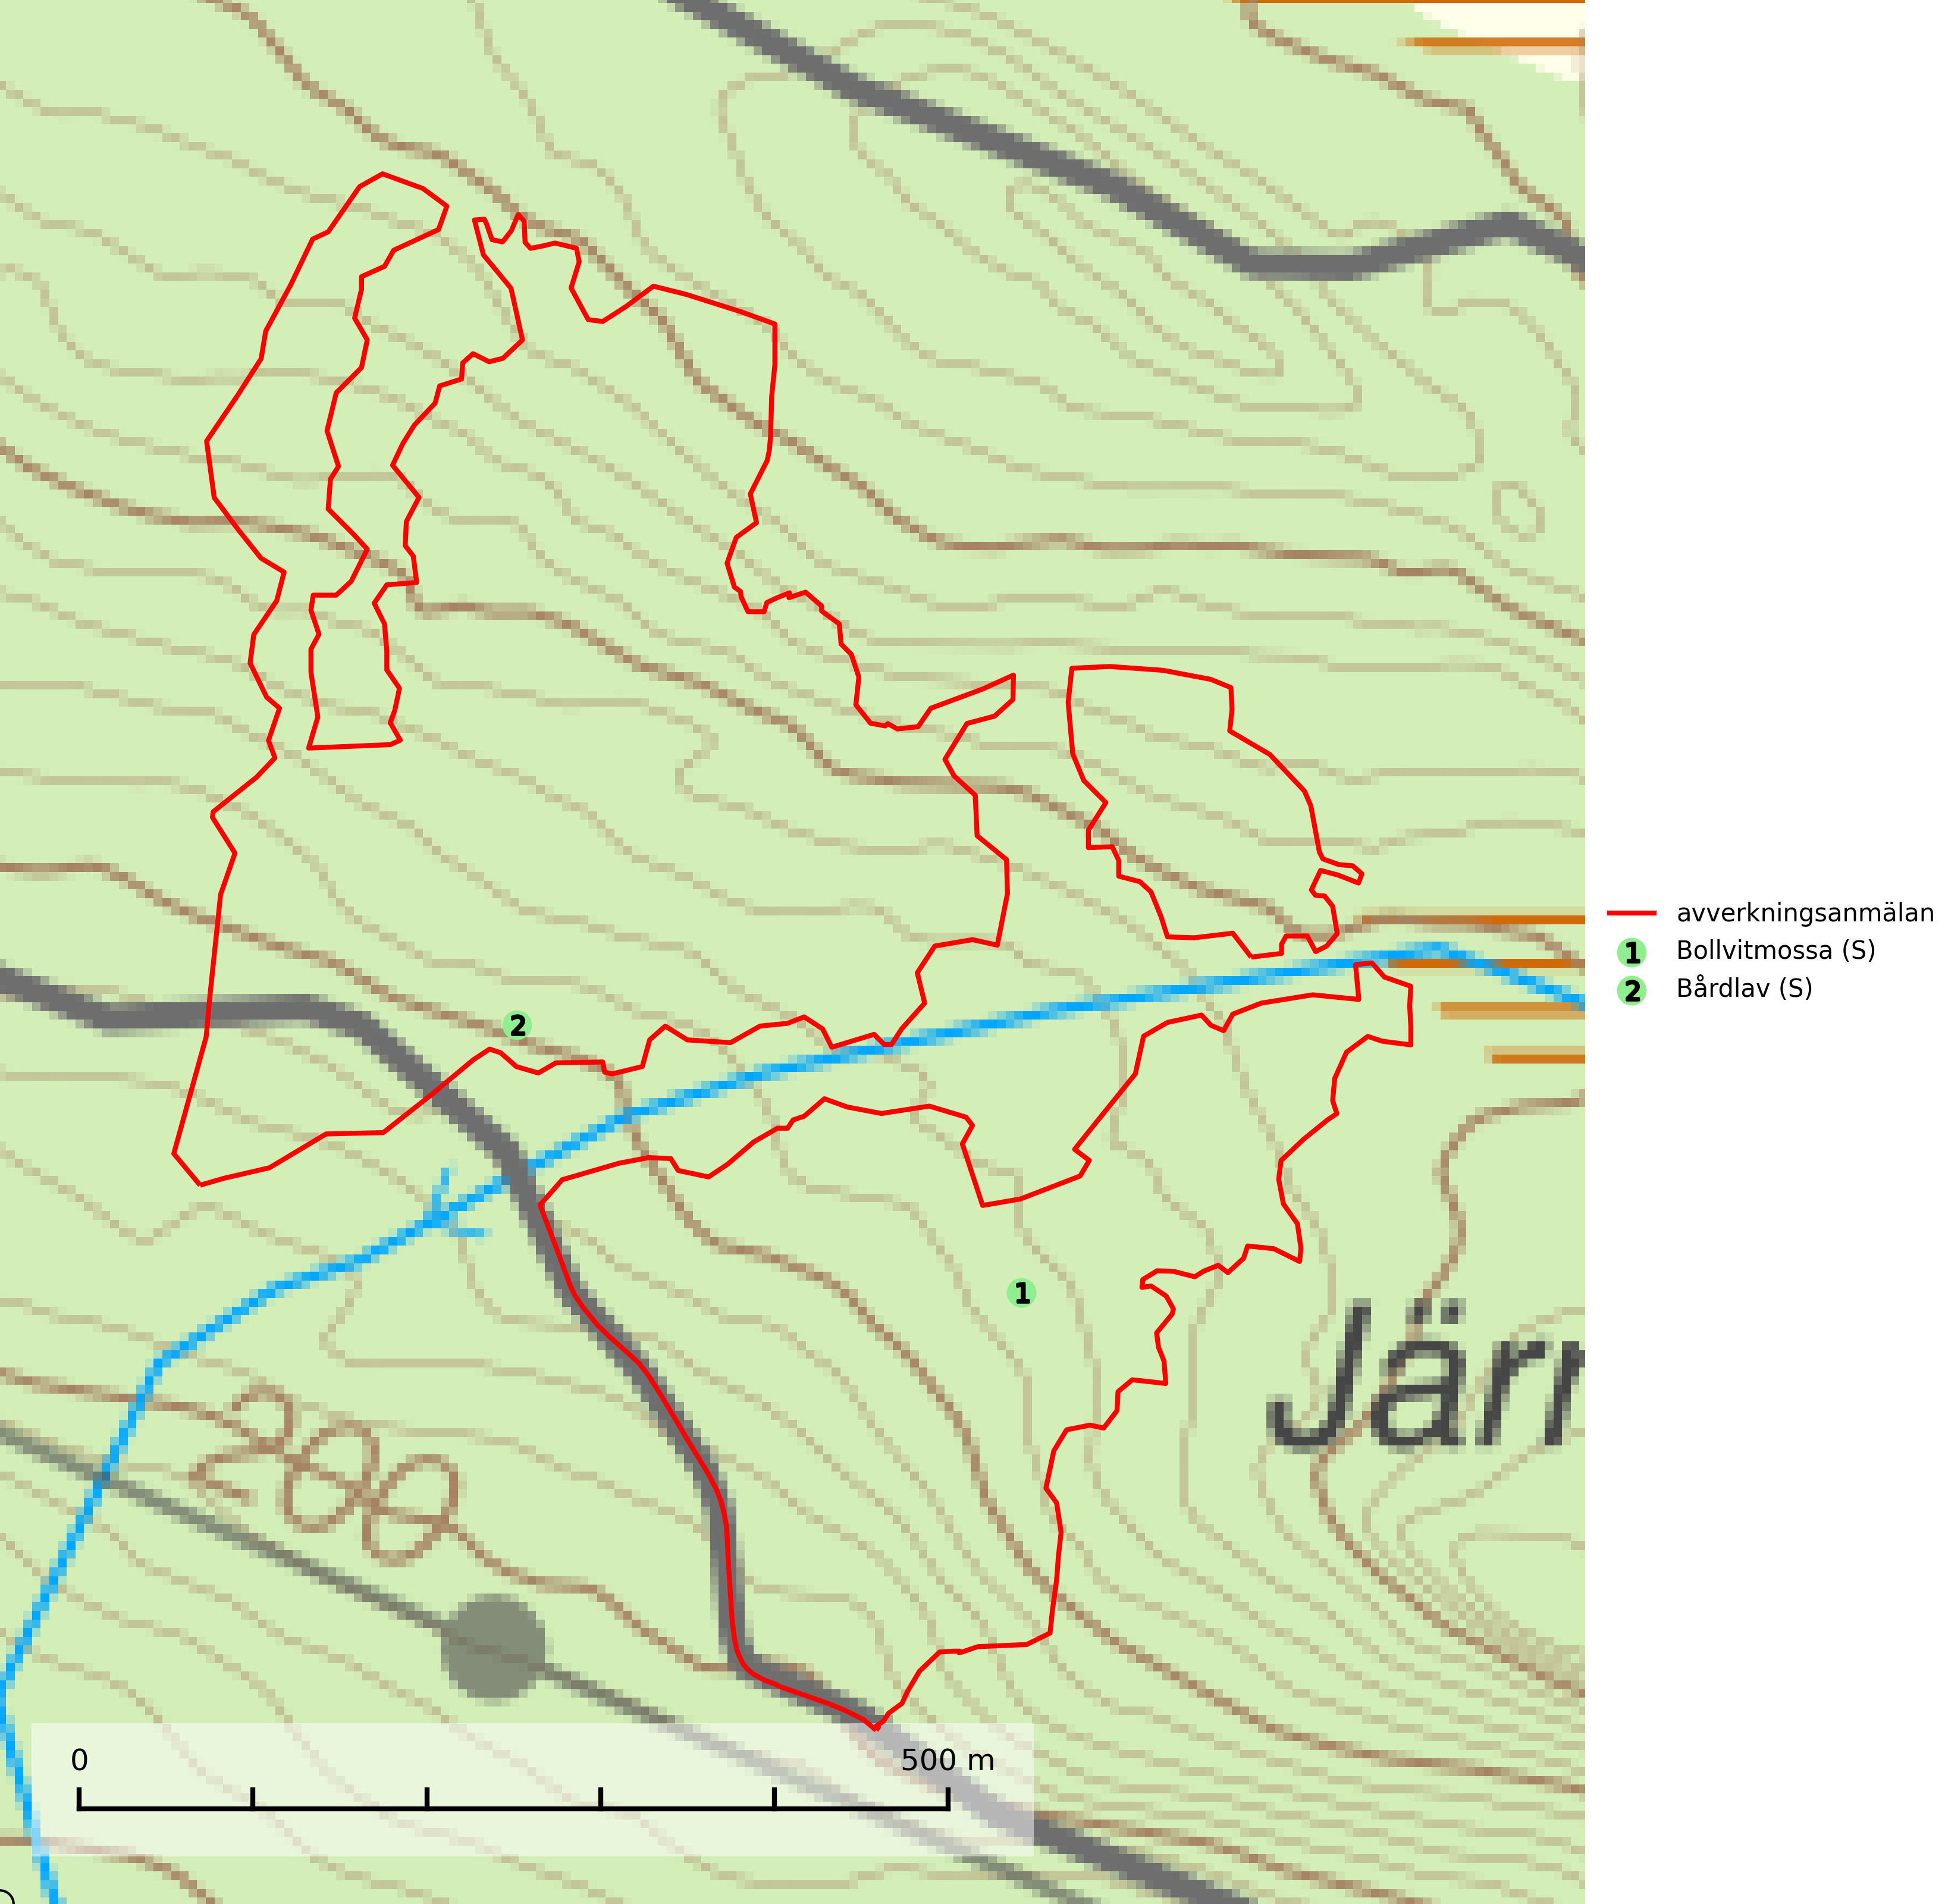 avverkningsanmälan
1 Bollvitmossa (S)
2 Bårdlav (S)
2
1
Järr
200
0 500 m